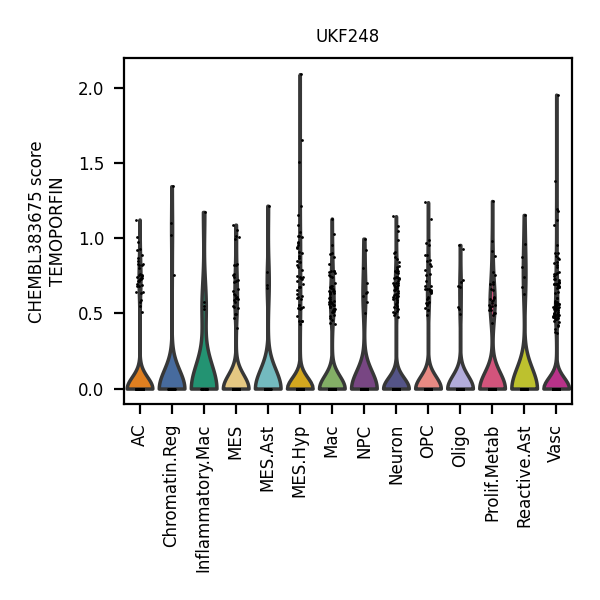 UKF248
CHEMBL383675 score
TEMOPORFIN
2.0
1.5
1.0
0.5
0.0
AC
Chromatin.Reg
Inflammatory.Mac
MES
MES.Ast
MES.Hyp
Mac
NPC
Neuron
OPC
Oligo
Prolif.Metab
Reactive.Ast
Vasc